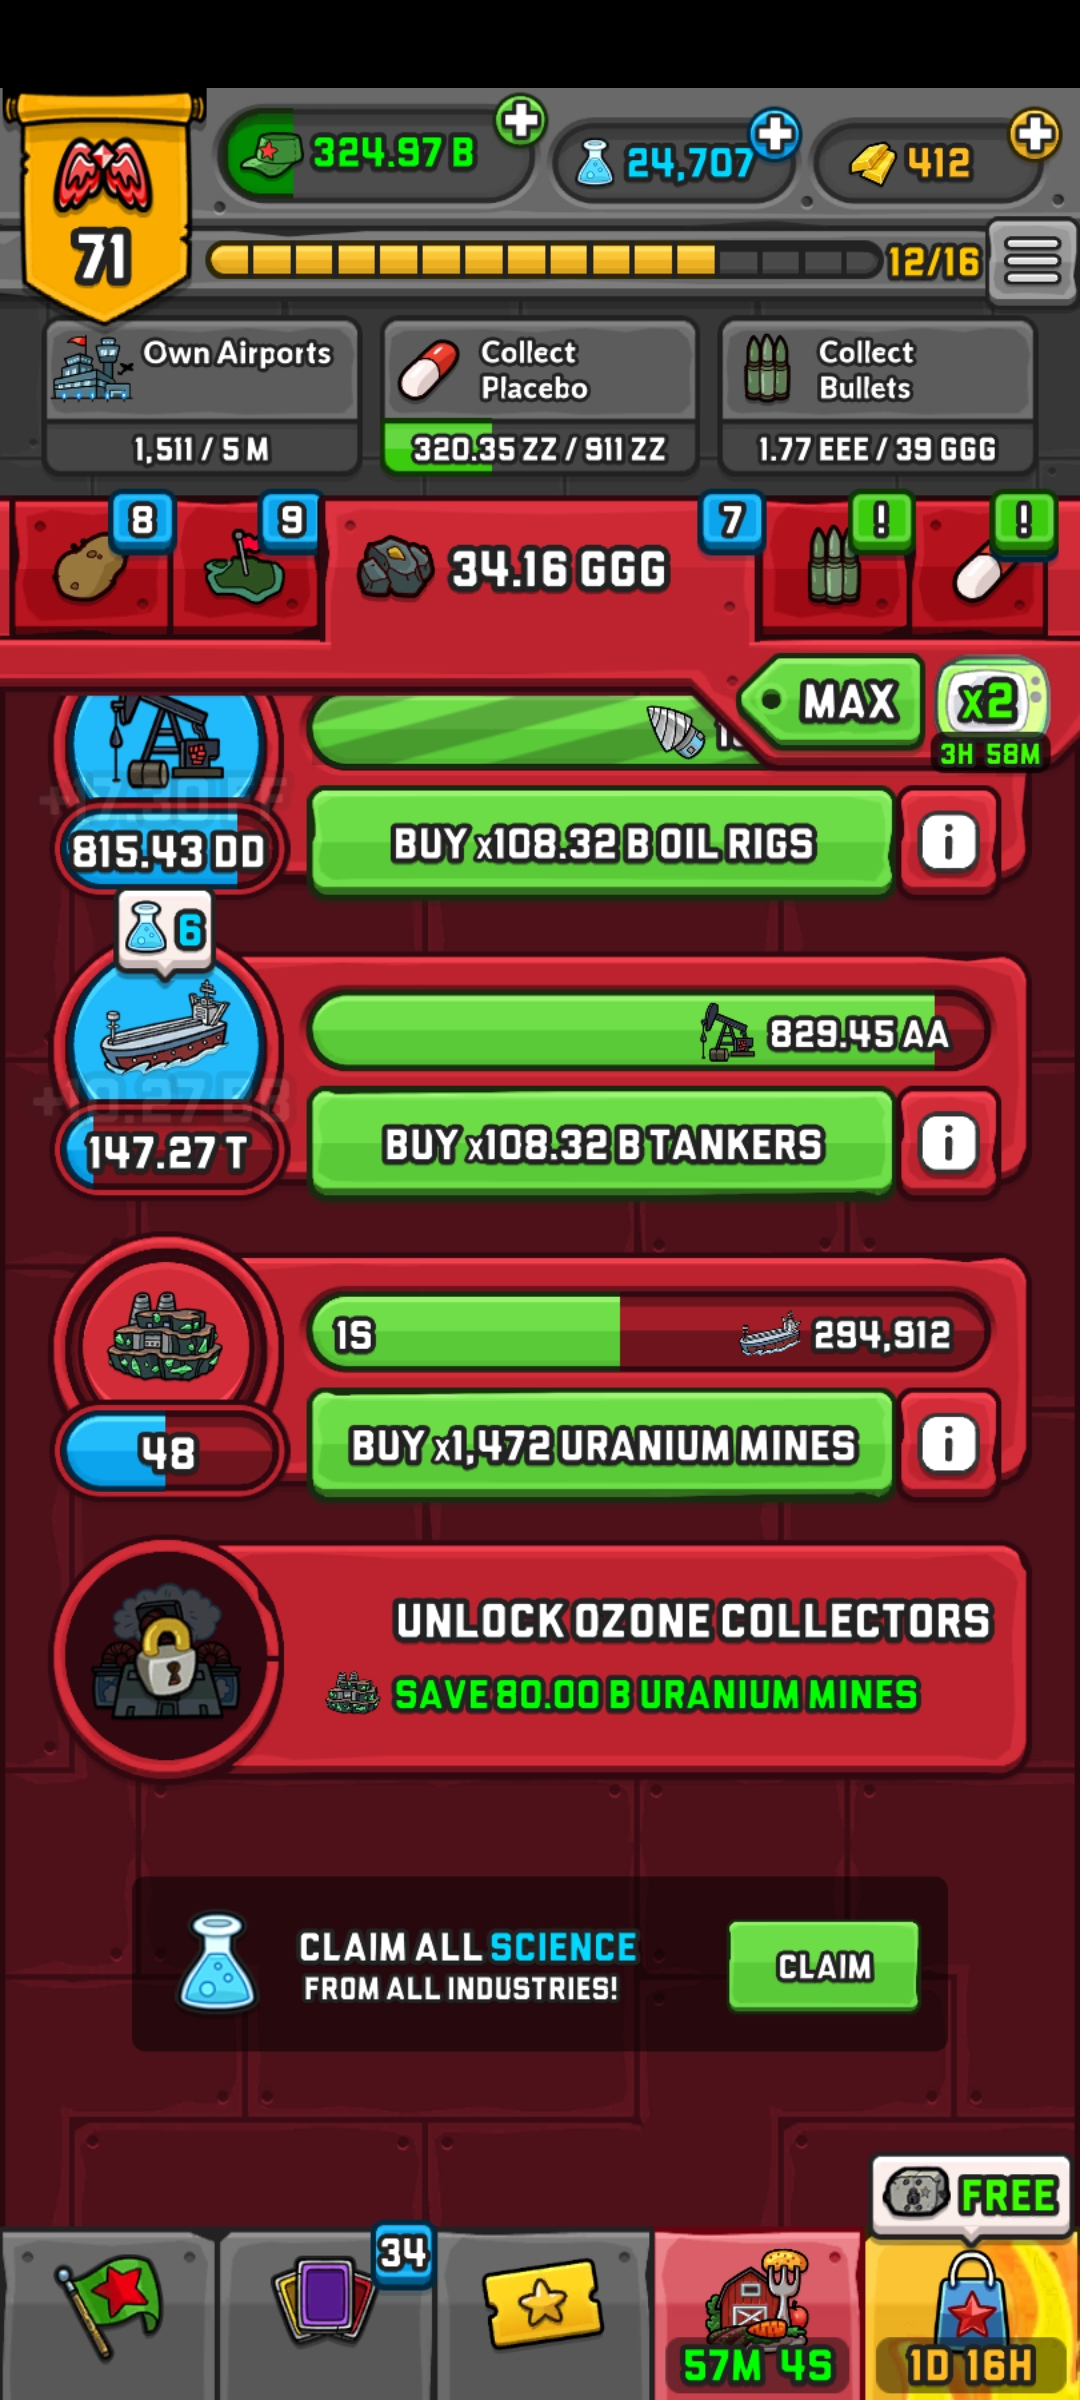 71
324.97 B
24,707
412
12/16
Own Airports
1,511 / 5 M
Collect
Placebo
320.35 ZZ / 911 ZZ
Collect
Bullets
1.77 EEE / 39 GGG
8
9
34.16 GGG
7
!
!
MAX
x2
3H 58M
815.43 DD
BUY x108.32 B OIL RIGS
i
6
829.45 AA
147.27 T
BUY x108.32 B TANKERS
i
1S
294,912
48
BUY x1,472 URANIUM MINES
i
UNLOCK OZONE COLLECTORS
SAVE 80.00 B URANIUM MINES
CLAIM ALL SCIENCE
FROM ALL INDUSTRIES!
CLAIM
FREE
34
57M 4S
1D 16H